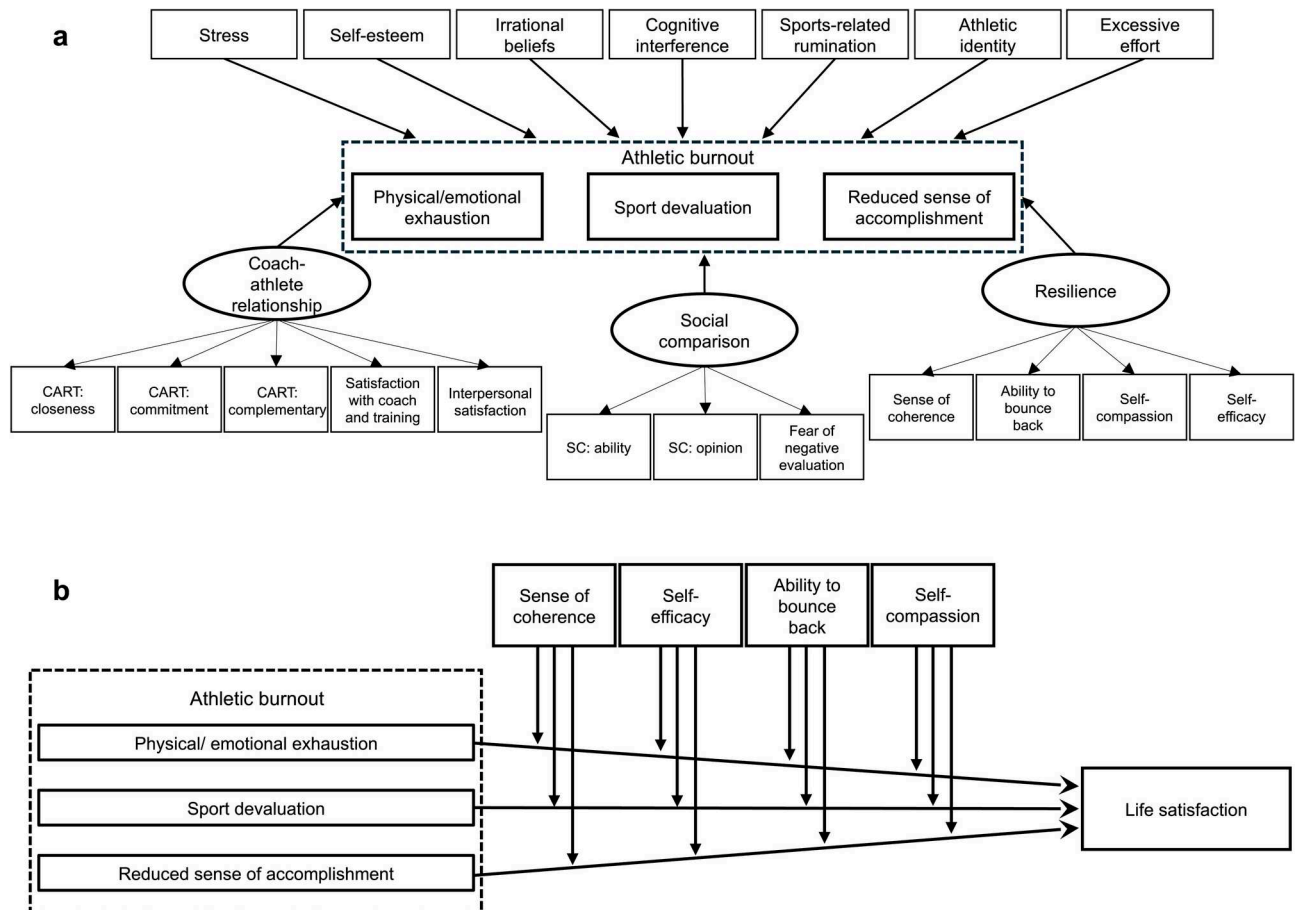 a
Stress
Self-esteem
Irrational
beliefs
Cognitive
interference
Sports-related
rumination
Athletic
identity
Excessive
effort
Athletic burnout
Physical/emotional
exhaustion
Sport devaluation
Reduced sense of
accomplishment
Coach-
athlete
relationship
Social
comparison
Resilience
CART:
closeness
CART:
commitment
CART:
complementary
Satisfaction
with coach
and training
Interpersonal
satisfaction
SC: ability
SC: opinion
Fear of
negative
evaluation
Sense of
coherence
Ability to
bounce
back
Self-
compassion
Self-
efficacy
b
Sense of
coherence
Self-
efficacy
Ability to
bounce
back
Self-
compassion
Athletic burnout
Physical/ emotional exhaustion
Sport devaluation
Reduced sense of accomplishment
Life satisfaction